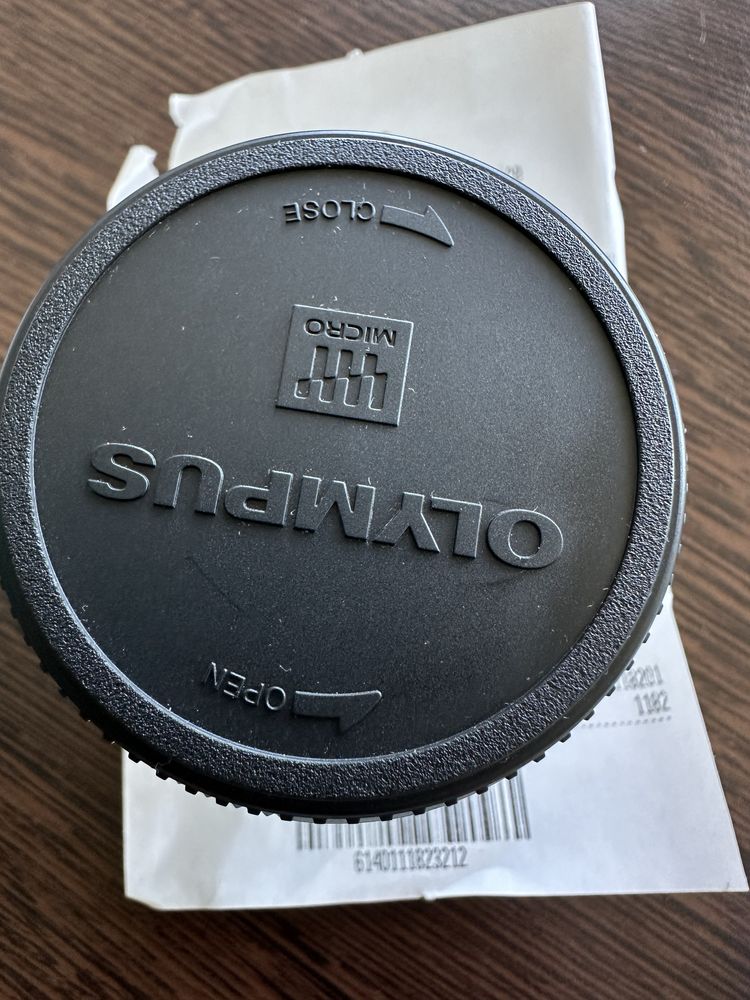 CLOSE
MICRO
OLYMPUS
OPEN
1182
6140111823212